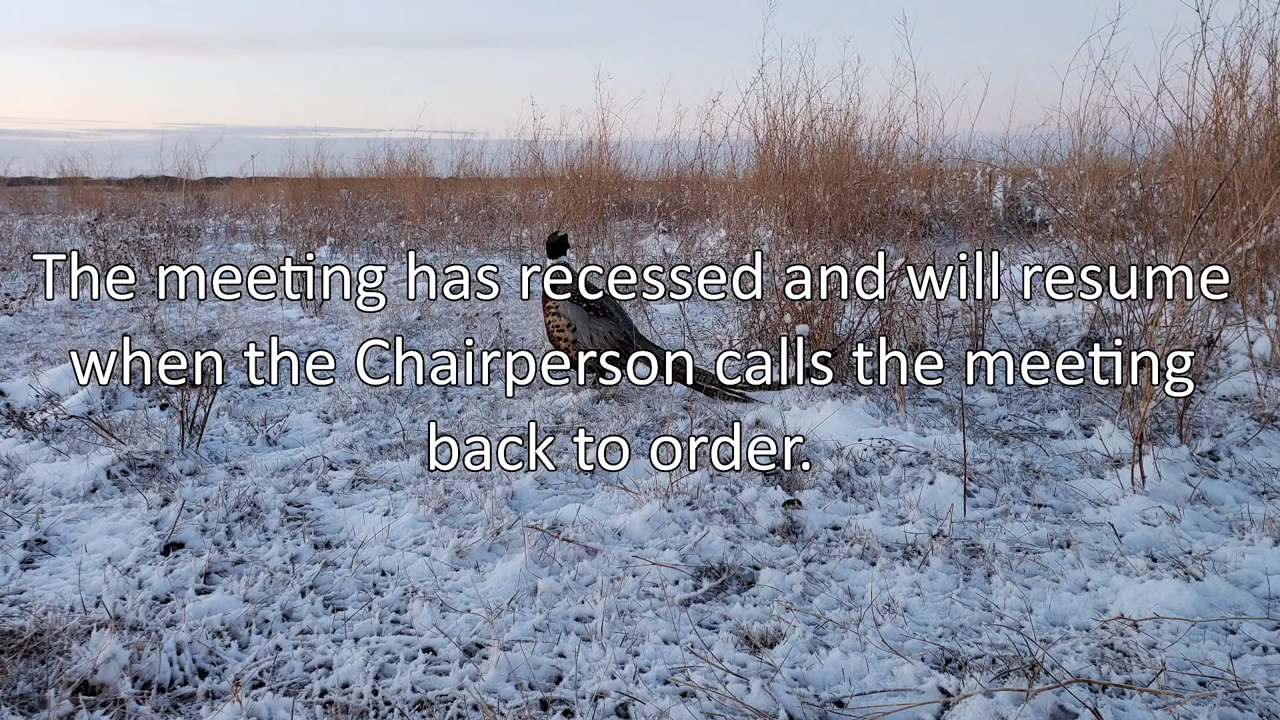 The meeting has recessed and will resume
when the Chairperson calls the meeting
back to order.